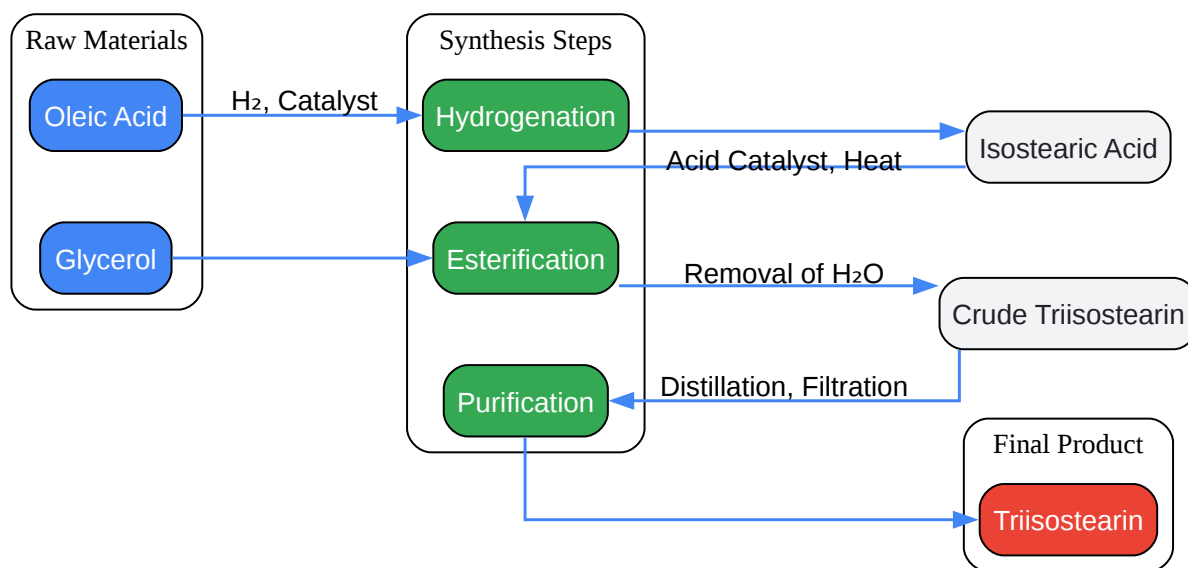 Raw Materials
Synthesis Steps
Oleic Acid
H₂, Catalyst
Hydrogenation
Isostearic Acid
Acid Catalyst, Heat
Glycerol
Esterification
Removal of H₂O
Crude Triisostearin
Purification
Distillation, Filtration
Final Product
Triisostearin